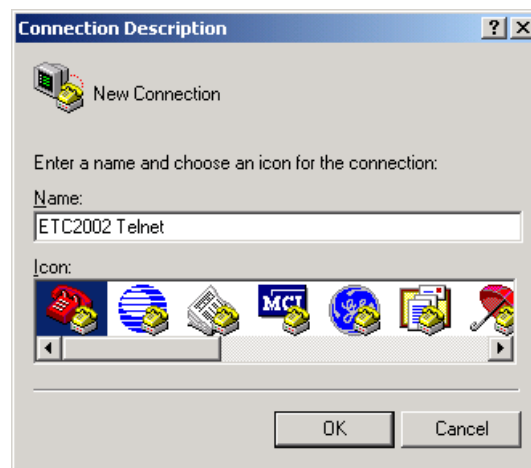 Connection Description
New Connection
Enter a name and choose an icon for the connection:
Name:
ETC2002 Telnet
Icon:
MCI
OK
Cancel